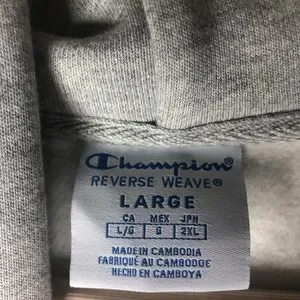 Champion®
REVERSE WEAVE®
LARGE
CA MEX JPN
L/G G 2XL
MADE IN CAMBODIA
FABRIQUÉ AU CAMBODGE
HECHO EN CAMBOYA